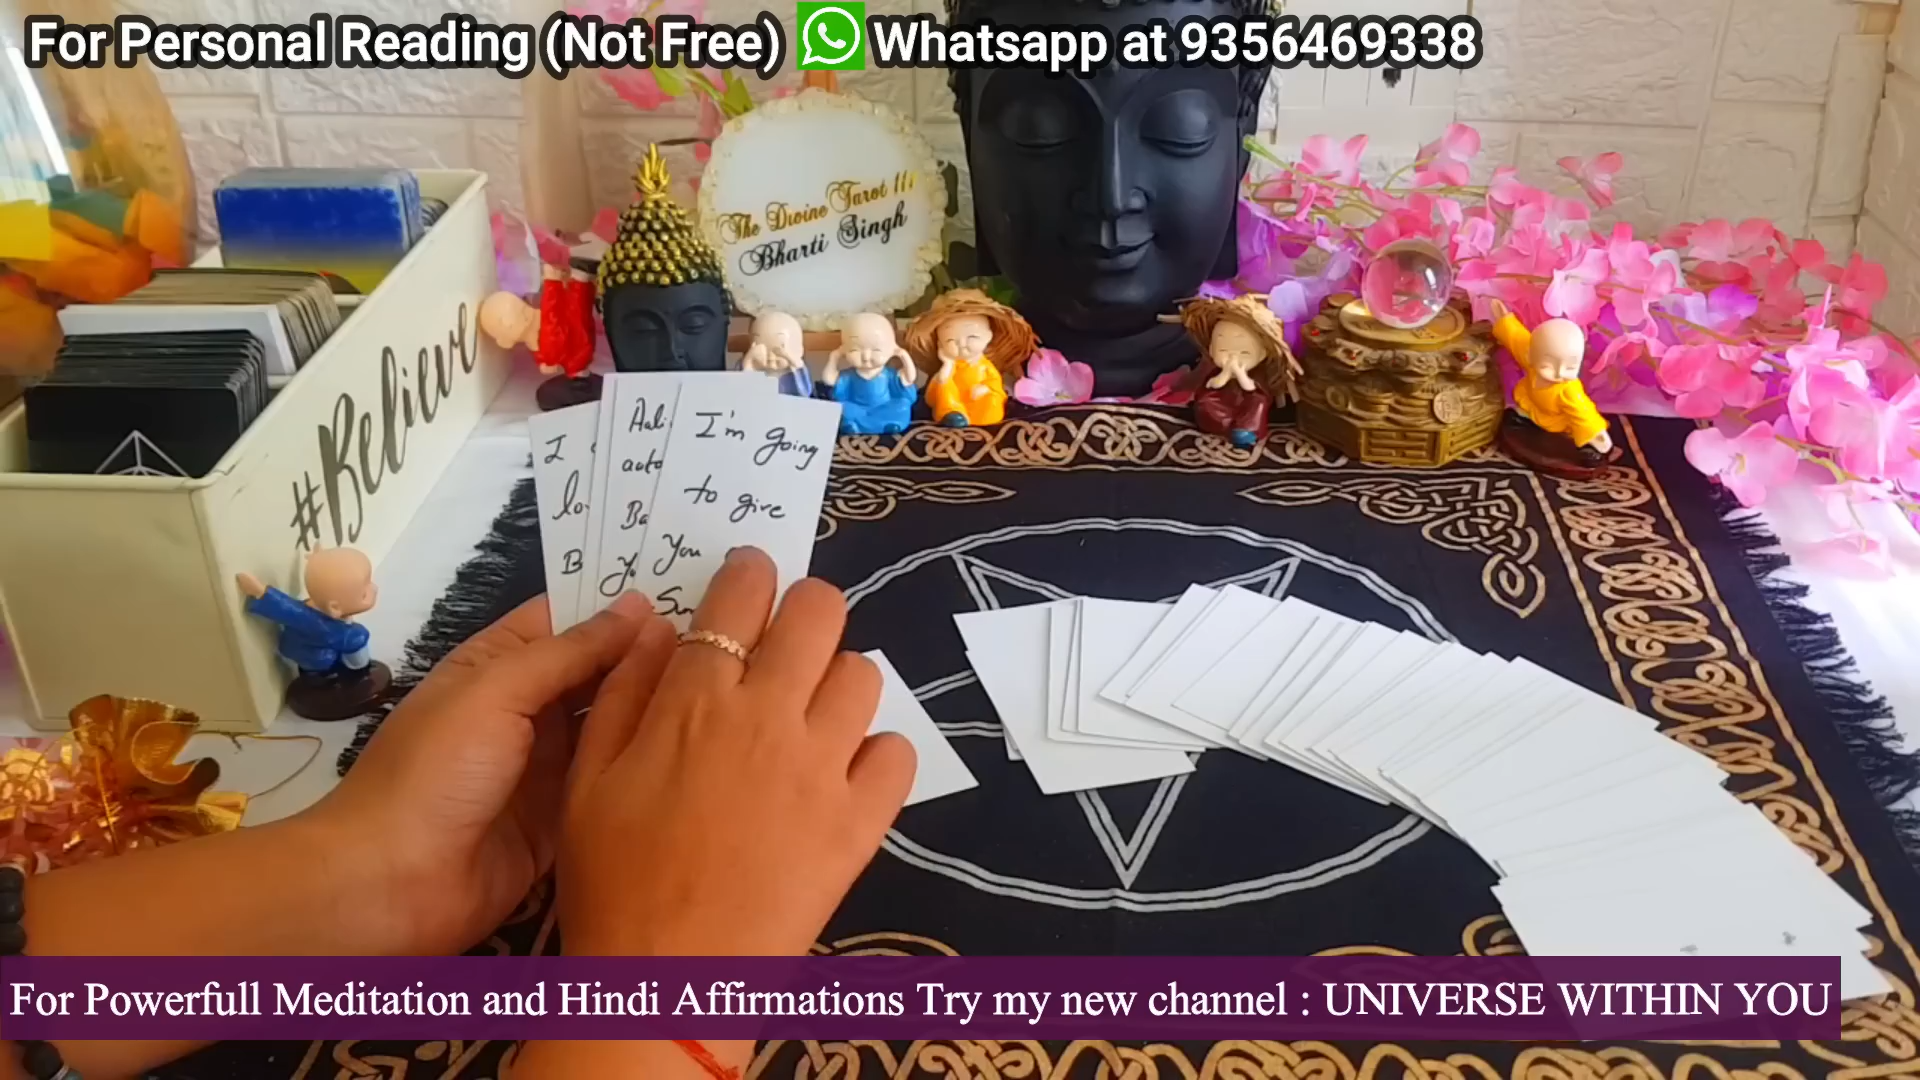 For Personal Reading (Not Free) Whatsapp at 9356469338
The Divine Tarot 111
Bharti Singh
#Believe
I
B
I'm going
to give
You
For Powerfull Meditation and Hindi Affirmations Try my new channel : UNIVERSE WITHIN YOU